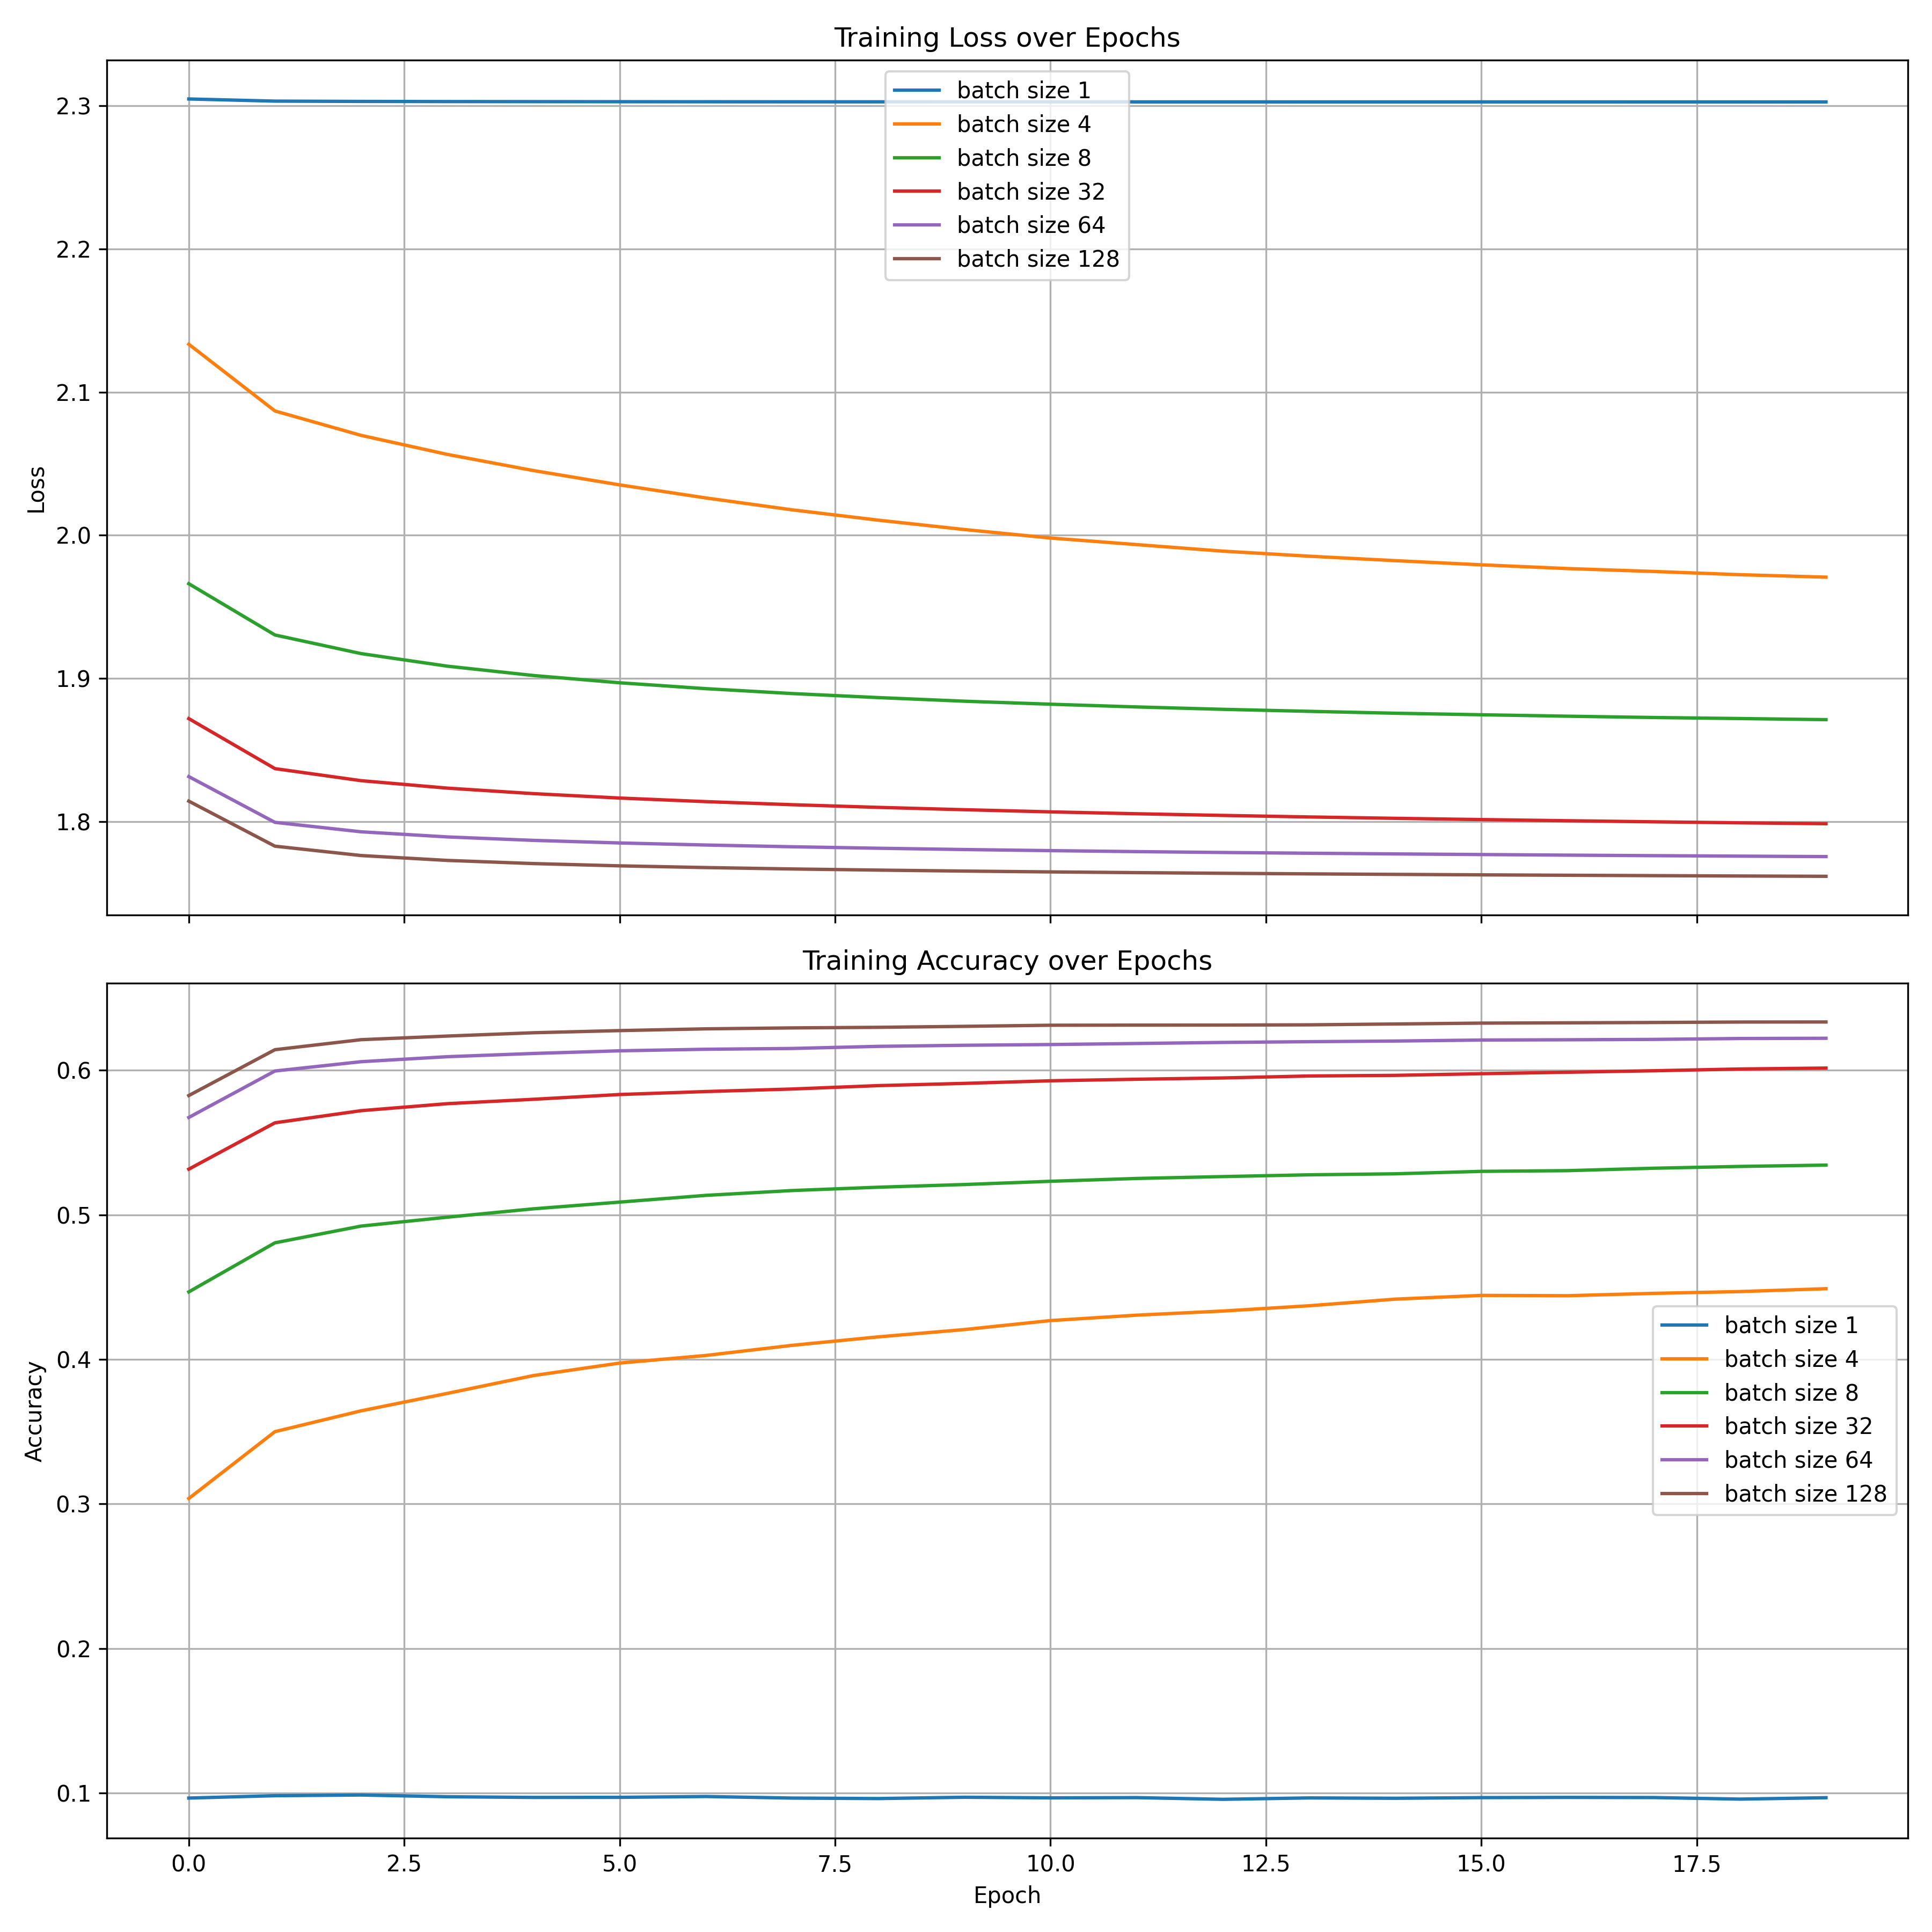 Training Loss over Epochs
batch size 1
batch size 4
batch size 8
batch size 32
batch size 64
batch size 128
2.3
2.2
2.1
2.0
1.9
1.8
Loss
Training Accuracy over Epochs
0.6
0.5
0.4
0.3
0.2
0.1
Accuracy
batch size 1
batch size 4
batch size 8
batch size 32
batch size 64
batch size 128
0.0 2.5 5.0 7.5 10.0 12.5 15.0 17.5
Epoch